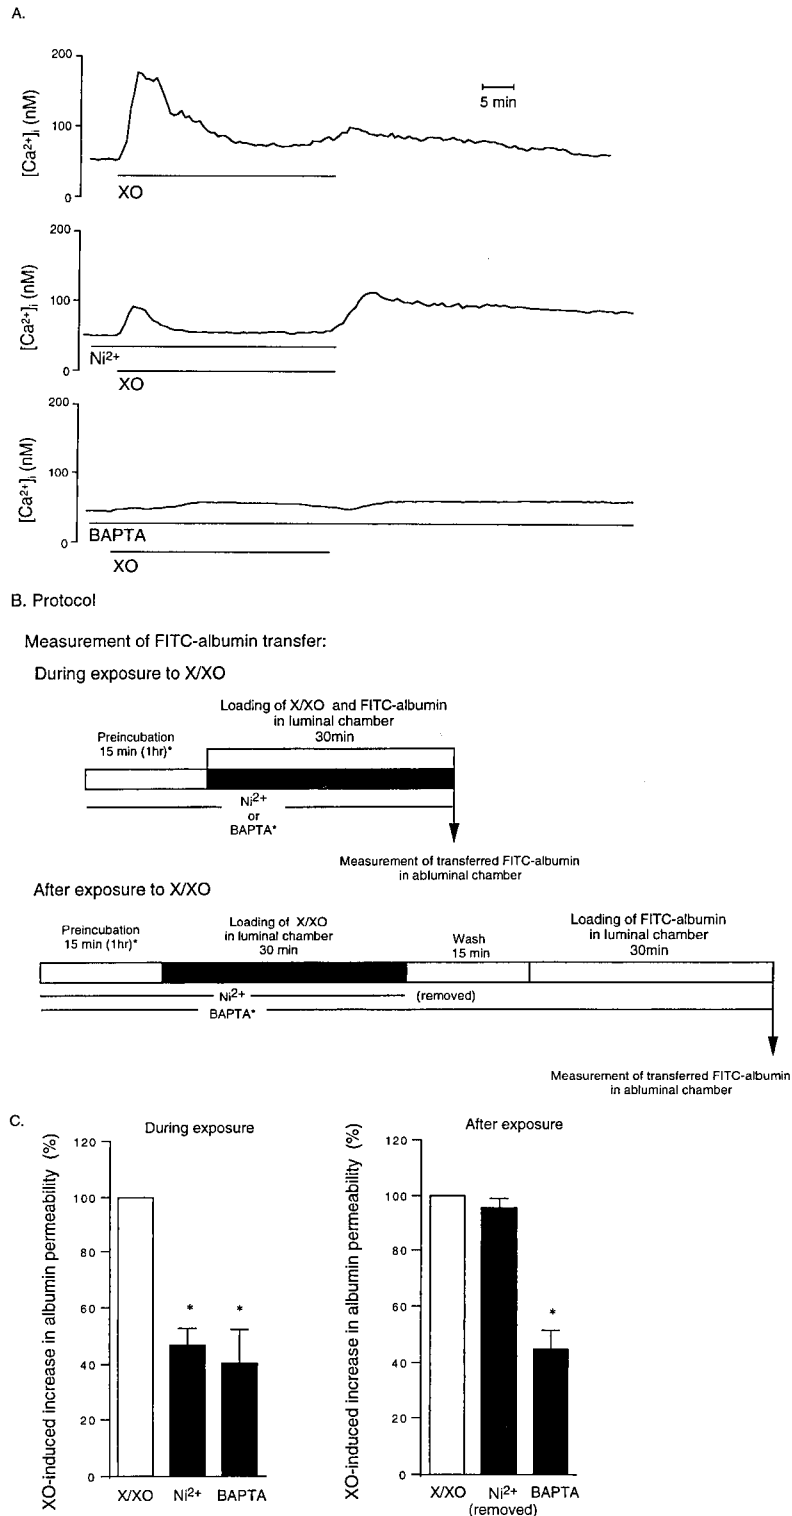 A.
200
100
0
[Ca2+]i (nM)
5 min
XO
200
100
0
[Ca2+]i (nM)
Ni2+
XO
200
100
0
[Ca2+]i (nM)
BAPTA
XO
B. Protocol
Measurement of FITC-albumin transfer:
During exposure to X/XO
Loading of X/XO and FITC-albumin
in luminal chamber
30min
Preincubation
15 min (1hr)*
Ni2+
or
BAPTA*
Measurement of transferred FITC-albumin
in abluminal chamber
After exposure to X/XO
Preincubation
15 min (1hr)*
Loading of X/XO
in luminal chamber
30 min
Wash
15 min
Loading of FITC-albumin
in luminal chamber
30min
Ni2+
(removed)
BAPTA*
Measurement of transferred FITC-albumin
in abluminal chamber
C.
During exposure
XO-induced increase in albumin permeability (%)
120
100
80
60
40
20
0
*
*
X/XO Ni2+ BAPTA
After exposure
XO-induced increase in albumin permeability (%)
120
100
80
60
40
20
0
*
X/XO Ni2+ BAPTA
(removed)